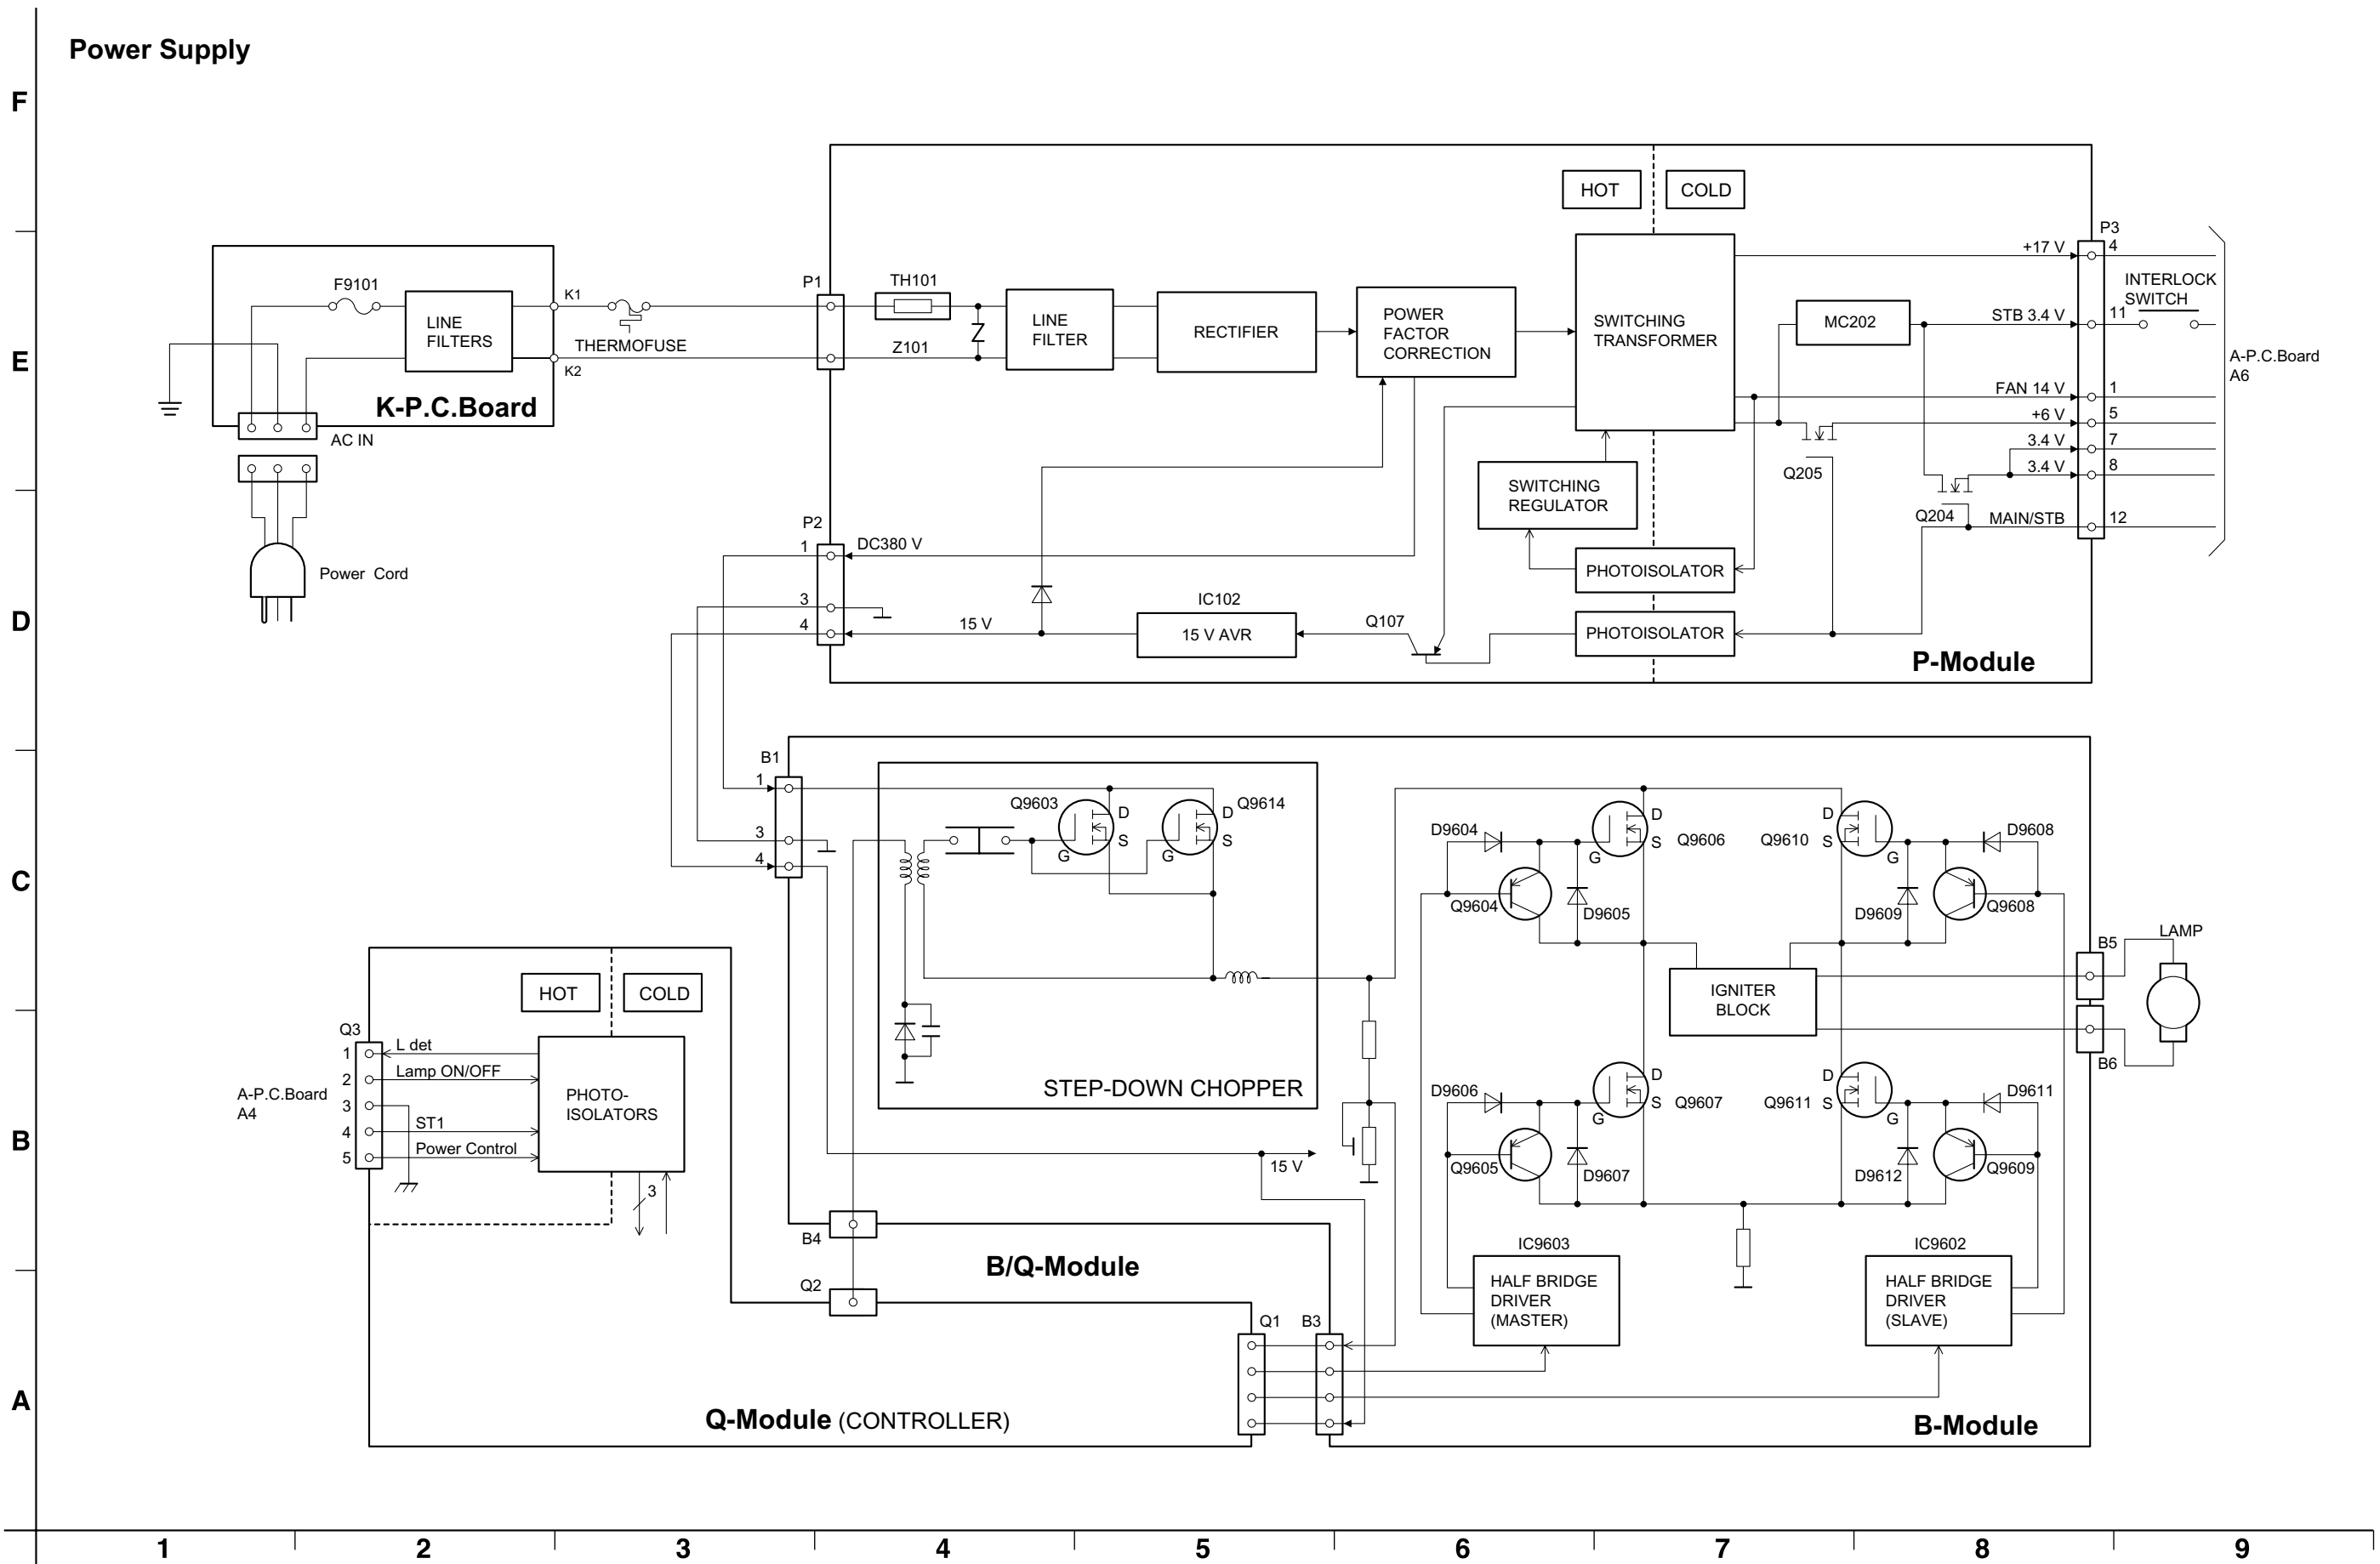 Power Supply
F
E
D
C
B
A
1
2
3
4
5
6
7
8
9
F9101
LINE
FILTERS
K-P.C.Board
AC IN
Power Cord
K1
K2
THERMOFUSE
P1
TH101
Z
Z101
LINE
FILTER
RECTIFIER
POWER
FACTOR
CORRECTION
HOT
COLD
SWITCHING
TRANSFORMER
MC202
SWITCHING
REGULATOR
PHOTOISOLATOR
PHOTOISOLATOR
Q205
Q204
P3
+17 V
4
STB 3.4 V
11
INTERLOCK
SWITCH
FAN 14 V
1
+6 V
5
3.4 V
7
3.4 V
8
MAIN/STB
12
A-P.C.Board
A6
P2
1
DC380 V
3
4
15 V
IC102
15 V AVR
Q107
P-Module
B1
1
3
4
Q9603
D
S
G
Q9614
D
S
G
STEP-DOWN CHOPPER
15 V
D9604
Q9604
D9605
D
S
G
Q9606
Q9610
D
S
G
D9608
D9609
Q9608
IGNITER
BLOCK
B5
LAMP
B6
D9606
Q9605
D9607
D
S
G
Q9607
Q9611
D
S
G
D9611
D9612
Q9609
IC9603
HALF BRIDGE
DRIVER
(MASTER)
IC9602
HALF BRIDGE
DRIVER
(SLAVE)
B-Module
HOT
COLD
Q3
1
L det
2
Lamp ON/OFF
3
4
ST1
5
Power Control
A-P.C.Board
A4
PHOTO-
ISOLATORS
3
B4
Q2
B/Q-Module
Q1
B3
Q-Module (CONTROLLER)